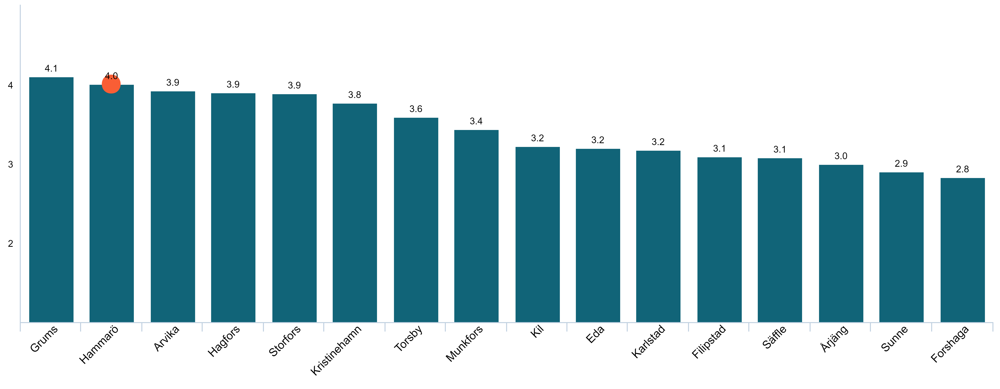 4.1
4.0
3.9
3.9
3.9
3.8
3.6
3.4
3.2
3.2
3.2
3.1
3.1
3.0
2.9
2.8
4
3
2
Grums
Hammarö
Arvika
Hagfors
Storfors
Kristinehamn
Torsby
Munkfors
Kil
Eda
Karlstad
Filipstad
Säffle
Årjäng
Sunne
Forshaga